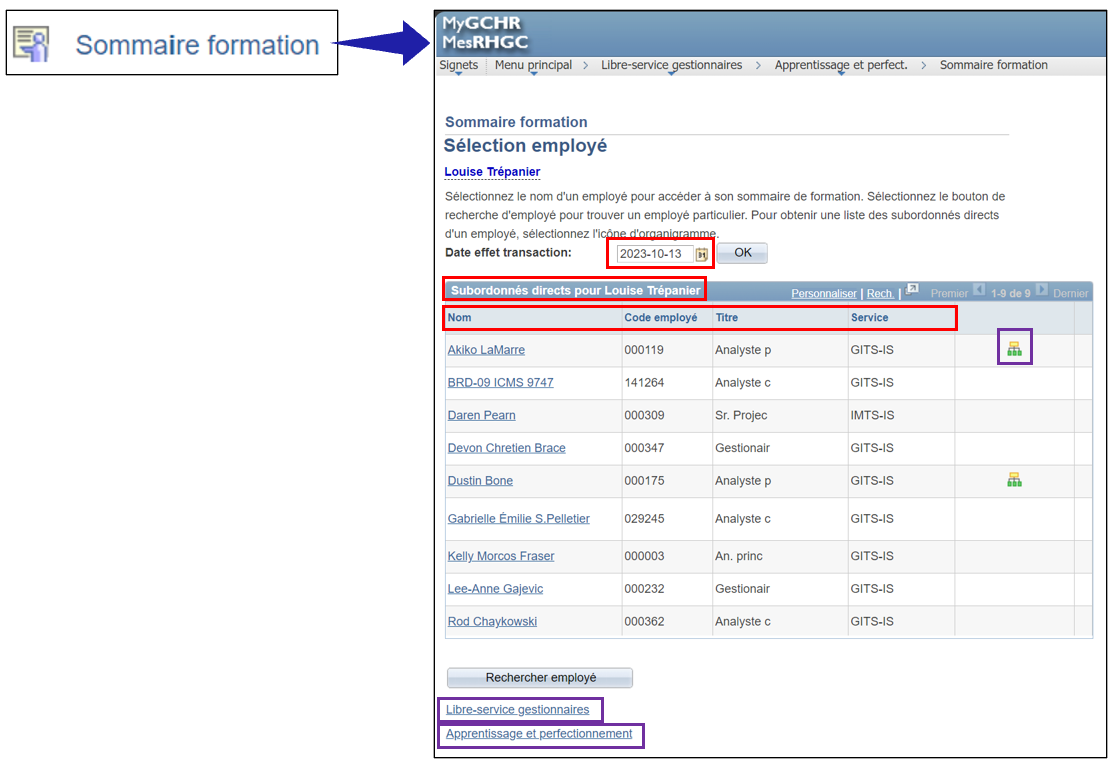 Sommaire formation
MyGCHR
MesRHGC
Signets Menu principal > Libre-service gestionnaires > Apprentissage et perfect. > Sommaire formation
Sommaire formation
Sélection employé
Louise Trépanier
Sélectionnez le nom d'un employé pour accéder à son sommaire de formation. Sélectionnez le bouton de
recherche d'employé pour trouver un employé particulier. Pour obtenir une liste des subordonnés directs
d'un employé, sélectionnez l'icône d'organigramme.
Date effet transaction: 2023-10-13 OK
Subordonnés directs pour Louise Trépanier Personnaliser | Rech. | Premier 1-9 de 9 Dernier
Nom Code employé Titre Service
Akiko LaMarre 000119 Analyste p GITS-IS
BRD-09 ICMS 9747 141264 Analyste c GITS-IS
Daren Pearn 000309 Sr. Projec IMTS-IS
Devon Chretien Brace 000347 Gestionair GITS-IS
Dustin Bone 000175 Analyste p GITS-IS
Gabrielle Émilie S.Pelletier 029245 Analyste c GITS-IS
Kelly Morcos Fraser 000003 An. princ GITS-IS
Lee-Anne Gajevic 000232 Gestionair GITS-IS
Rod Chaykowski 000362 Analyste c GITS-IS
Rechercher employé
Libre-service gestionnaires
Apprentissage et perfectionnement